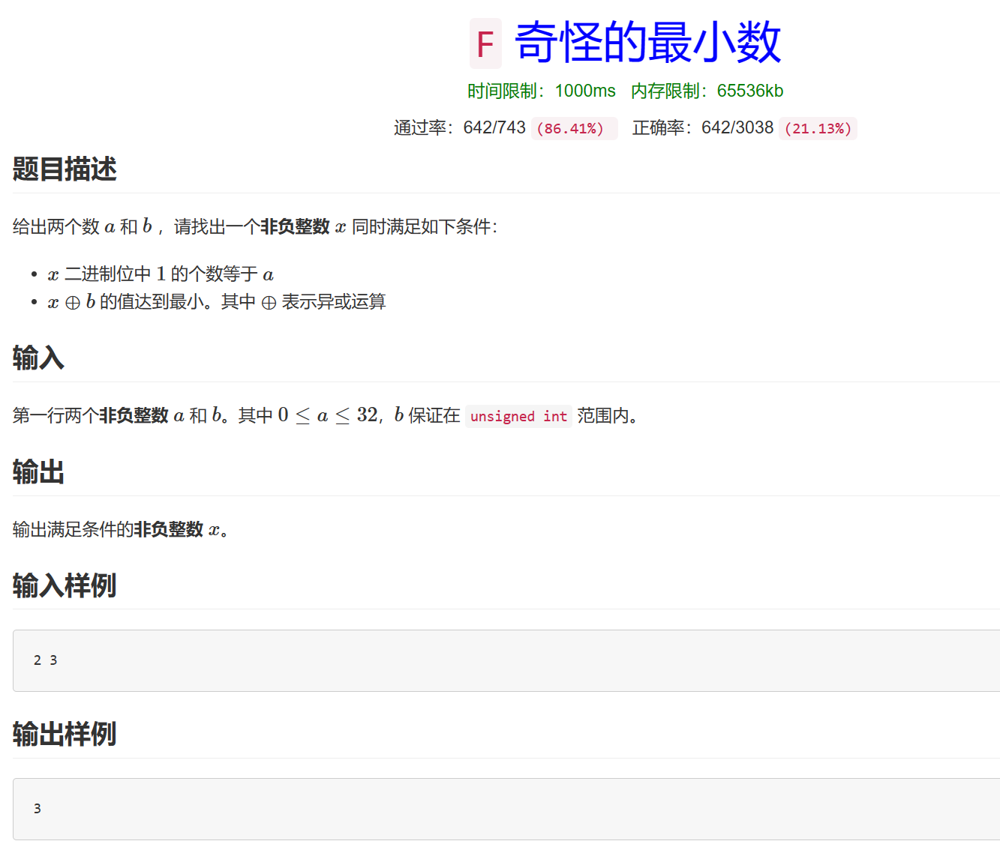 F 奇怪的最小数
时间限制：1000ms 内存限制：65536kb
通过率：642/743 (86.41%) 正确率：642/3038 (21.13%)
题目描述
给出两个数 a 和 b ，请找出一个非负整数 x 同时满足如下条件：
• x 二进制位中 1 的个数等于 a
• x ⊕ b 的值达到最小。其中 ⊕ 表示异或运算
输入
第一行两个非负整数 a 和 b。其中 0 ≤ a ≤ 32，b 保证在 unsigned int 范围内。
输出
输出满足条件的非负整数 x。
输入样例
2 3
输出样例
3